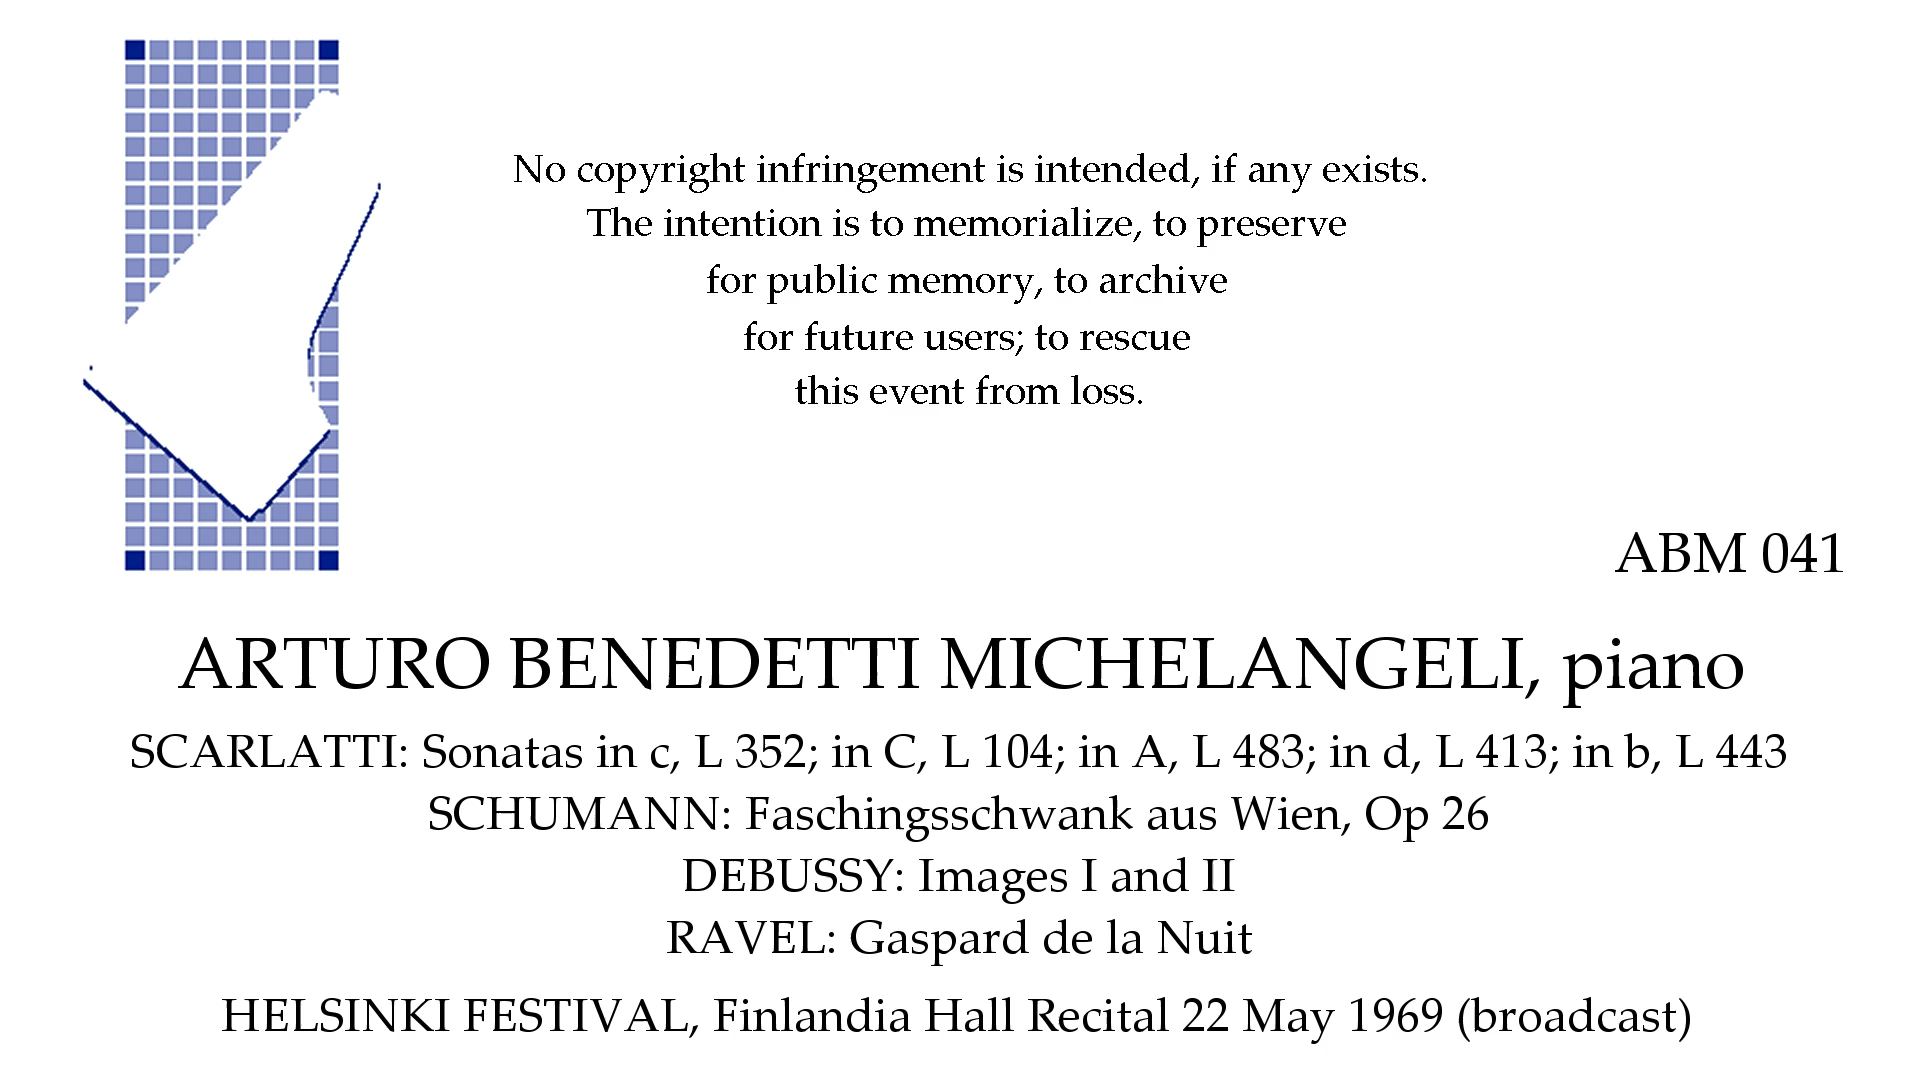 No copyright infringement is intended, if any exists.
The intention is to memorialize, to preserve
for public memory, to archive
for future users; to rescue
this event from loss.
ABM 041
ARTURO BENEDETTI MICHELANGELI, piano
SCARLATTI: Sonatas in c, L 352; in C, L 104; in A, L 483; in d, L 413; in b, L 443
SCHUMANN: Faschingsschwank aus Wien, Op 26
DEBUSSY: Images I and II
RAVEL: Gaspard de la Nuit
HELSINKI FESTIVAL, Finlandia Hall Recital 22 May 1969 (broadcast)